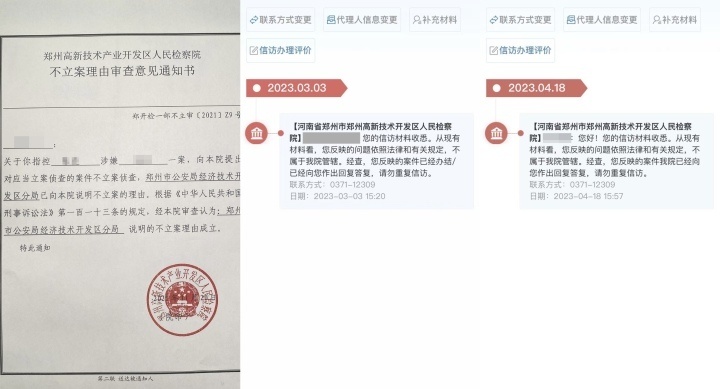 郑州高新技术产业开发区人民检察院
不立案理由审查意见通知书
郑开检一部不立审〔2021〕Z9号
关于你指控 涉嫌 一案，向本院提出
对应当立案侦查的案件不立案侦查，郑州市公安局经济技术开
发区分局已向本院说明不立案的理由。根据《中华人民共和国
刑事诉讼法》第一百一十三条的规定，经本院审查认为：郑州
市公安局经济技术开发区分局 说明的不立案理由成立。
特此通知
第二联 送达被通知人
联系方式变更 代理人信息变更 补充材料
信访办理评价
2023.03.03
【河南省郑州市郑州高新技术开发区人民检察
院】 您的信访材料收悉。从现有
材料看，您反映的问题依照法律和有关规定，不
属于我院管辖。经查，您反映的案件已经办结/
已经向您作出回复答复，请勿重复信访。
联系方式：0371-12309
日期：2023-03-03 15:20
联系方式变更 代理人信息变更 补充材料
信访办理评价
2023.04.18
【河南省郑州市郑州高新技术开发区人民检察
院】 您好！您的信访材料收悉。从现有
材料看，您反映的问题依照法律和有关规定，不
属于我院管辖。经查，您反映的案件我院已经向
您作出回复答复，请勿重复信访。
联系方式：0371-12309
日期：2023-04-18 15:57